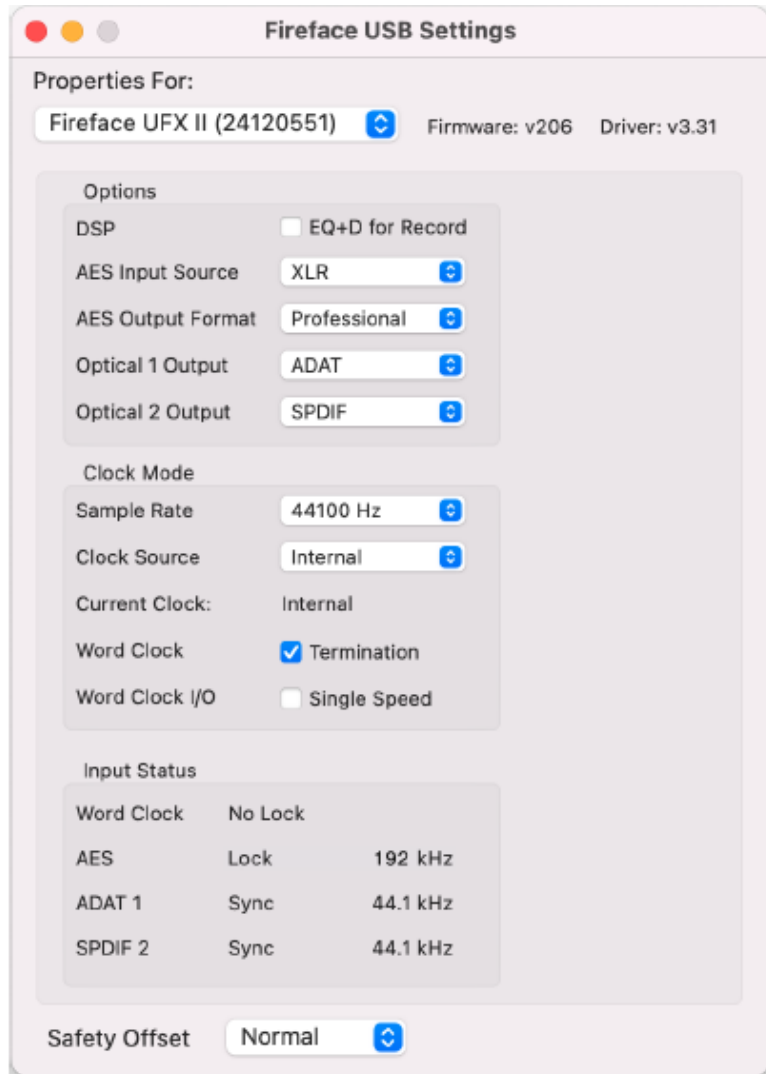 Fireface USB Settings
Properties For:
Fireface UFX II (24120551) Firmware: v206 Driver: v3.31
Options
DSP EQ+D for Record
AES Input Source XLR
AES Output Format Professional
Optical 1 Output ADAT
Optical 2 Output SPDIF
Clock Mode
Sample Rate 44100 Hz
Clock Source Internal
Current Clock: Internal
Word Clock Termination
Word Clock I/O Single Speed
Input Status
Word Clock No Lock
AES Lock 192 kHz
ADAT 1 Sync 44.1 kHz
SPDIF 2 Sync 44.1 kHz
Safety Offset Normal